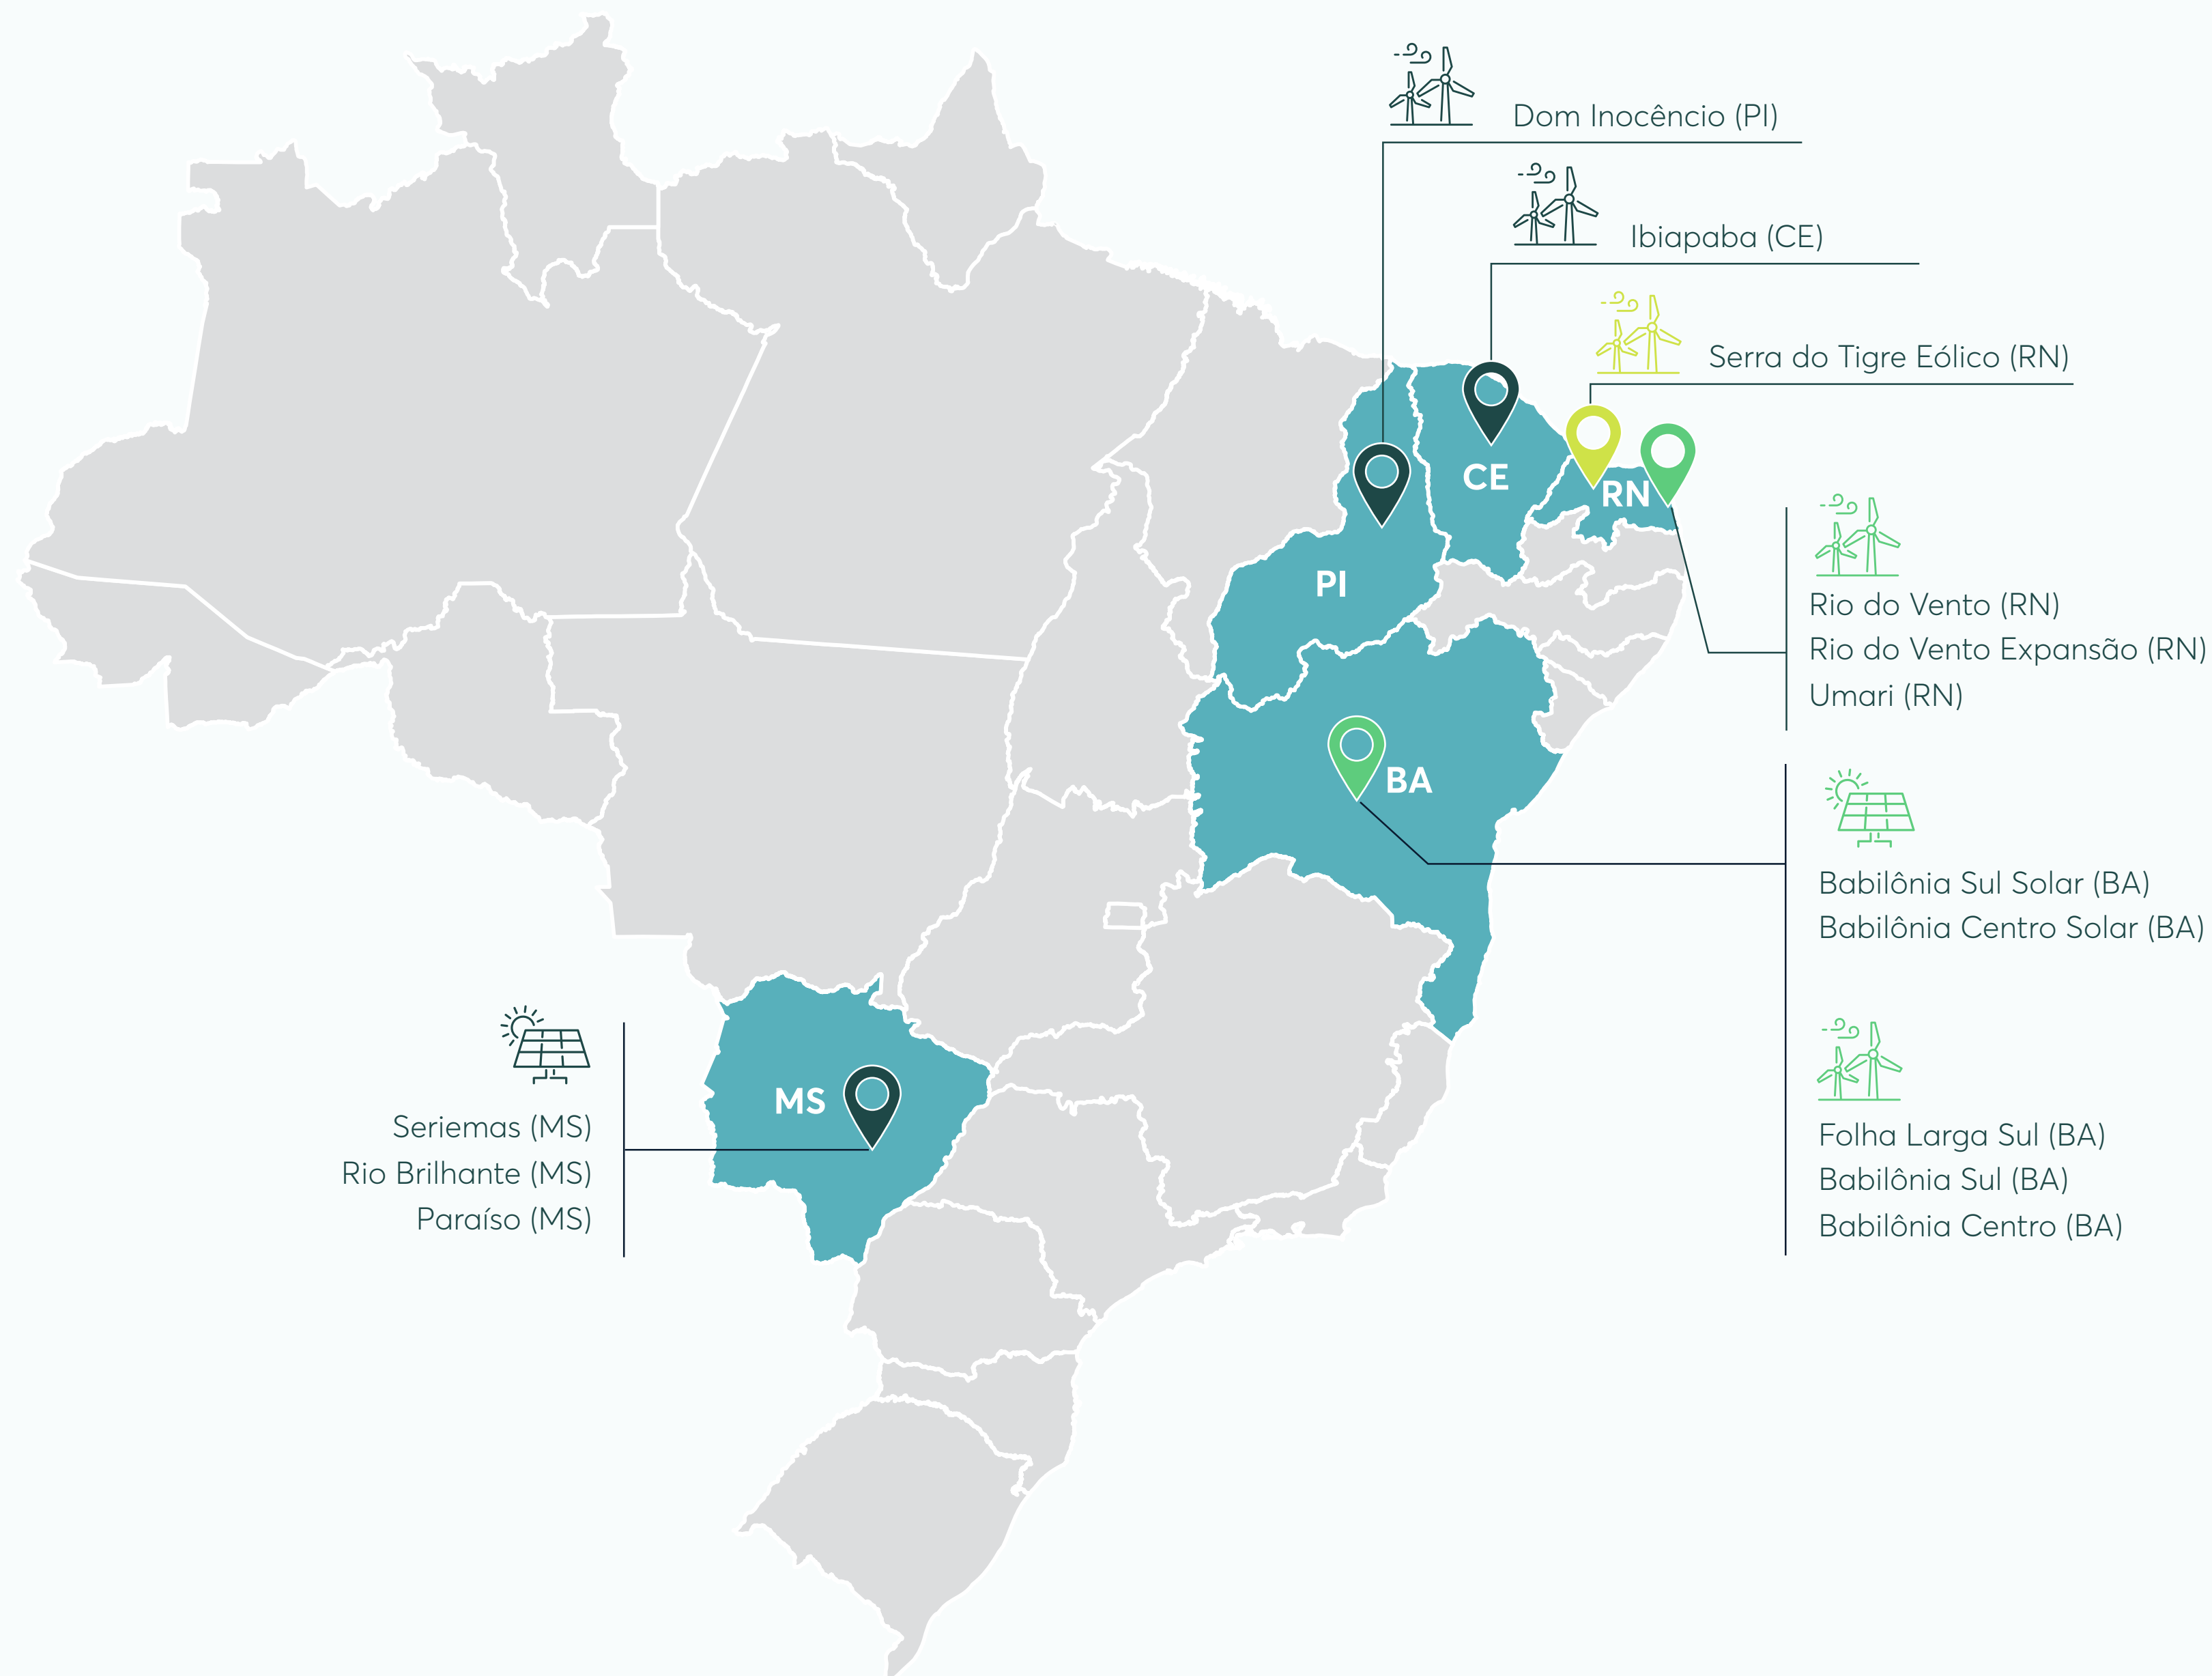 Dom Inocêncio (PI)
Ibiapaba (CE)
Serra do Tigre Eólico (RN)
CE
RN
PI
Rio do Vento (RN)
Rio do Vento Expansão (RN)
Umari (RN)
BA
Babilônia Sul Solar (BA)
Babilônia Centro Solar (BA)
MS
Seriemas (MS)
Rio Brilhante (MS)
Paraíso (MS)
Folha Larga Sul (BA)
Babilônia Sul (BA)
Babilônia Centro (BA)